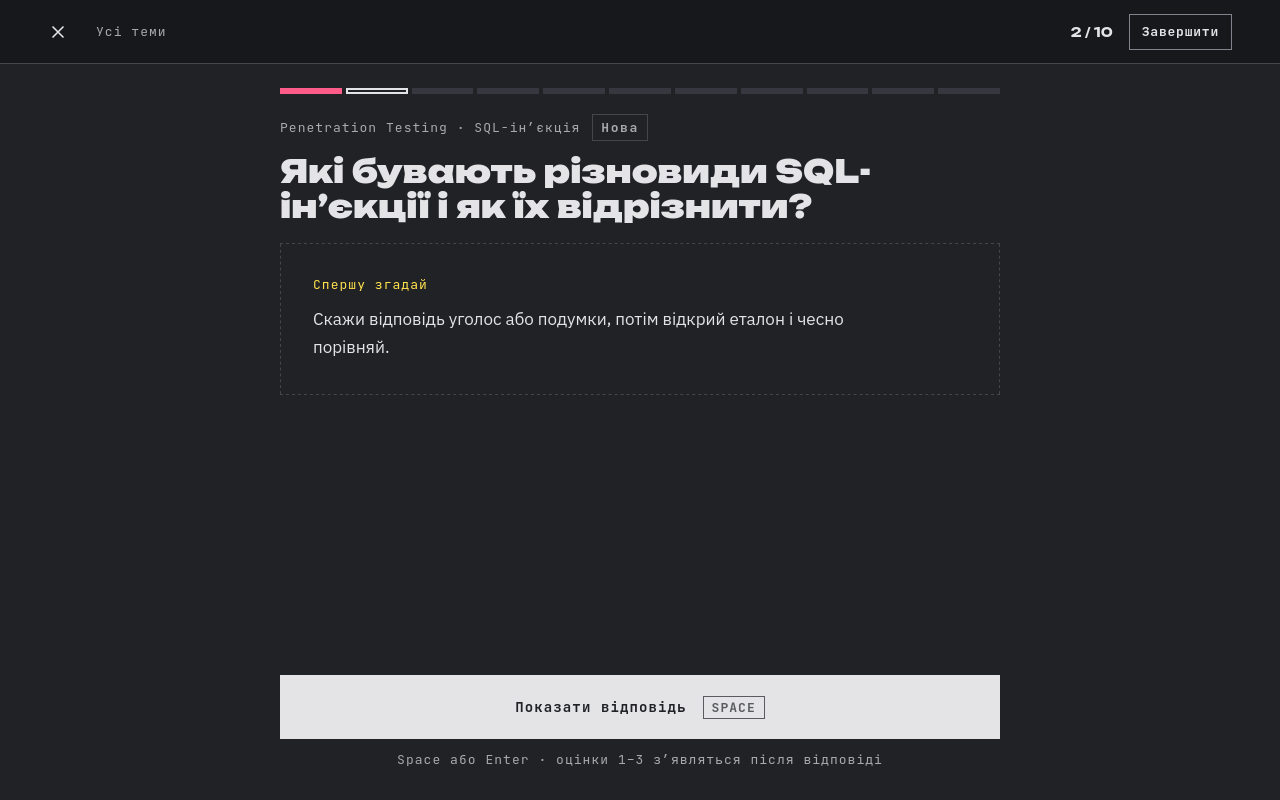 Усі теми
2 / 10
Завершити
Penetration Testing · SQL-ін’єкція
Нова
Які бувають різновиди SQL-
ін’єкції і як їх відрізнити?
Спершу згадай
Скажи відповідь уголос або подумки, потім відкрий еталон і чесно
порівняй.
Показати відповідь
SPACE
Space або Enter · оцінки 1–3 з’являться після відповіді